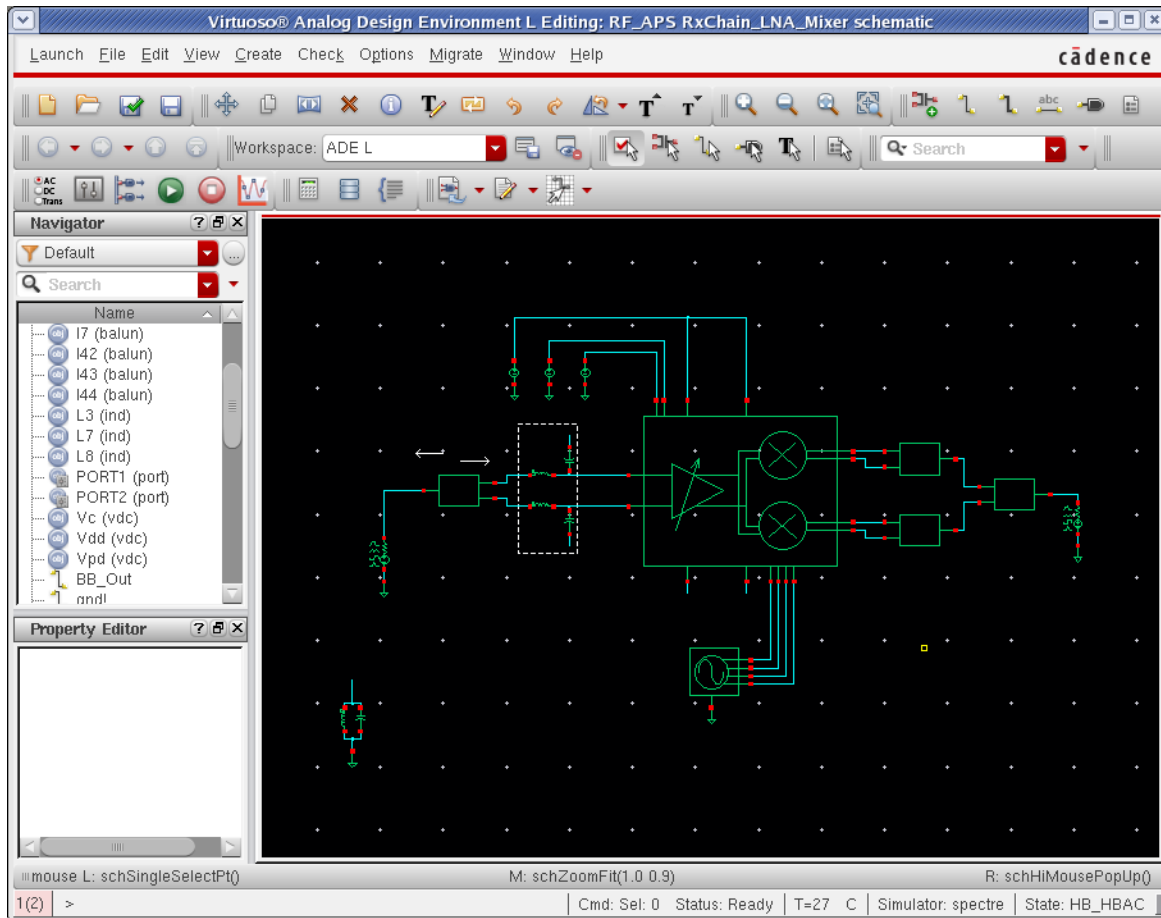 Virtuoso® Analog Design Environment L Editing: RF_APS RxChain_LNA_Mixer schematic
Launch File Edit View Create Check Options Migrate Window Help
cādence
abc
Workspace: ADE L
Search
AC
DC
Trans
Navigator
Default
Search
Name
I7 (balun)
I42 (balun)
I43 (balun)
I44 (balun)
L3 (ind)
L7 (ind)
L8 (ind)
PORT1 (port)
PORT2 (port)
Vc (vdc)
Vdd (vdc)
Vpd (vdc)
BB_Out
gnd!
Property Editor
mouse L: schSingleSelectPt() M: schZoomFit(1.0 0.9) R: schHiMousePopUp()
1(2) > Cmd: Sel: 0 Status: Ready T=27 C Simulator: spectre State: HB_HBAC